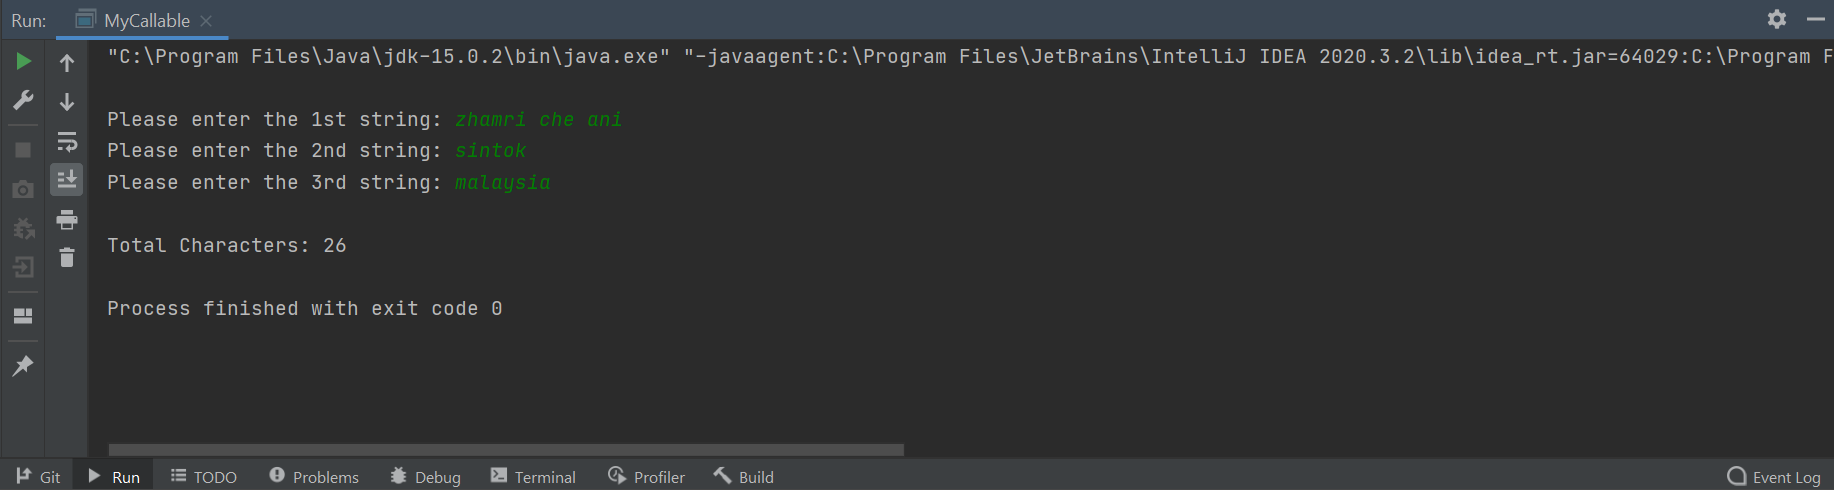 Run: MyCallable
"C:\Program Files\Java\jdk-15.0.2\bin\java.exe" "-javaagent:C:\Program Files\JetBrains\IntelliJ IDEA 2020.3.2\lib\idea_rt.jar=64029:C:\Program F
Please enter the 1st string: zhamri che ani
Please enter the 2nd string: sintok
Please enter the 3rd string: malaysia
Total Characters: 26
Process finished with exit code 0
Git Run TODO Problems Debug Terminal Profiler Build Event Log